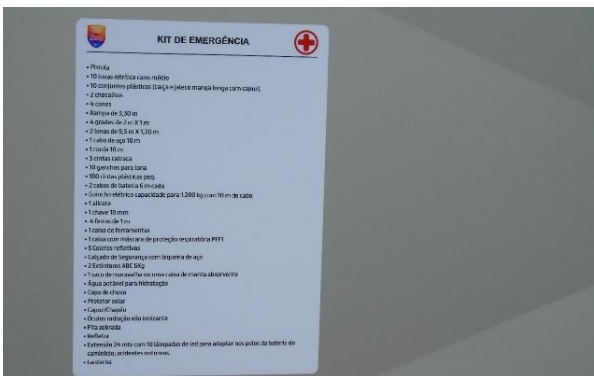 KIT DE EMERGÊNCIA
• Pistola
• 10 luvas nitrílica cano médio
• 10 conjuntos plásticos (calça e jaleco manga longa com capuz)
• 2 chocalhos
• 4 cones
• Rampa de 3,50 m
• 4 grades de 2 m X 1 m
• 2 lonas de 9,5 m X 1,30 m
• 1 cabo de aço 10 m
• 1 corda 10 m
• 3 cintas catraca
• 10 ganchos para lona
• 100 cintas plásticas peq.
• 2 cabos de bateria 6 m cada
• Guincho elétrico capacidade para 1.200 kg com 10 m de cabo
• 1 alicate
• 1 chave 10 mm
• 4 ferros de 1 m
• 1 caixa de ferramentas
• 1 caixa com máscara de proteção respiratória PFF1
• 5 Coletes refletivos
• Calçado de Segurança com biqueira de aço
• 2 Extintores ABC 6Kg
• 1 saco de maravalha ou uma caixa de manta absorvente
• Água potável para hidratação
• Capa de chuva
• Protetor solar
• Capuz/Chapéu
• Óculos radiação não ionizante
• Fita zebrada
• Refletor
• Extensão 24 mts com 10 lâmpadas de led para adaptar nos polos da bateria do
caminhão, acidentes noturnos.
• Lanterna